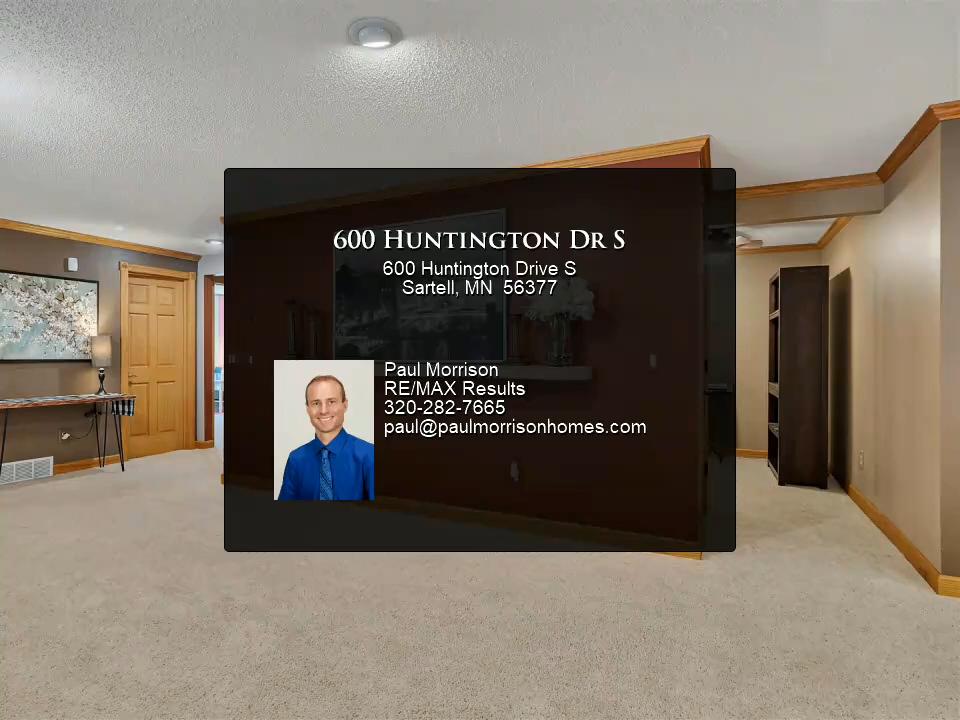 600 Huntington Dr S
600 Huntington Drive S
Sartell, MN  56377
Paul Morrison
RE/MAX Results
320-282-7665
paul@paulmorrisonhomes.com